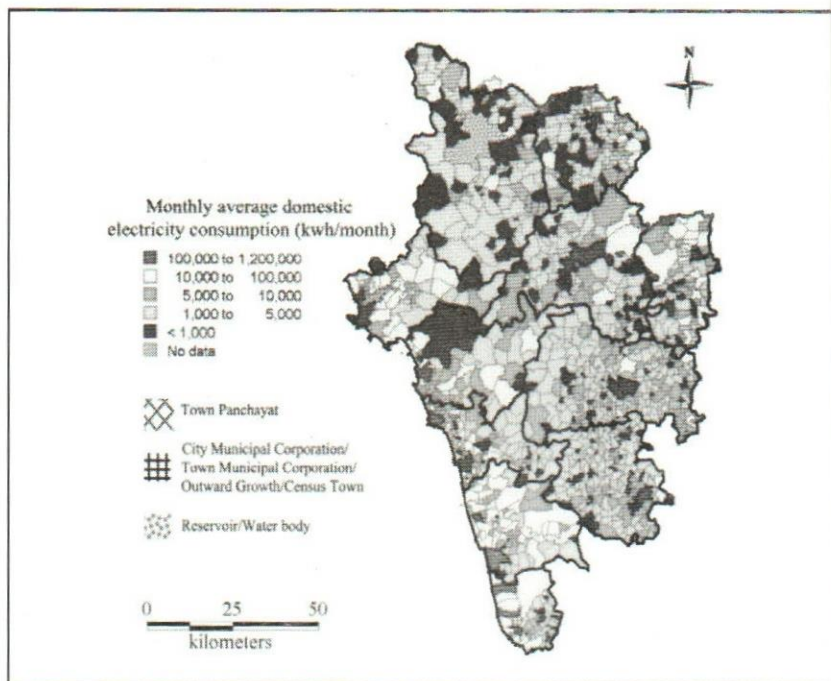 N
Monthly average domestic
electricity consumption (kwh/month)
100,000 to 1,200,000
10,000 to 100,000
5,000 to 10,000
1,000 to 5,000
< 1,000
No data
Town Panchayat
City Municipal Corporation/
Town Municipal Corporation/
Outward Growth/Census Town
Reservoir/Water body
0 25 50
kilometers